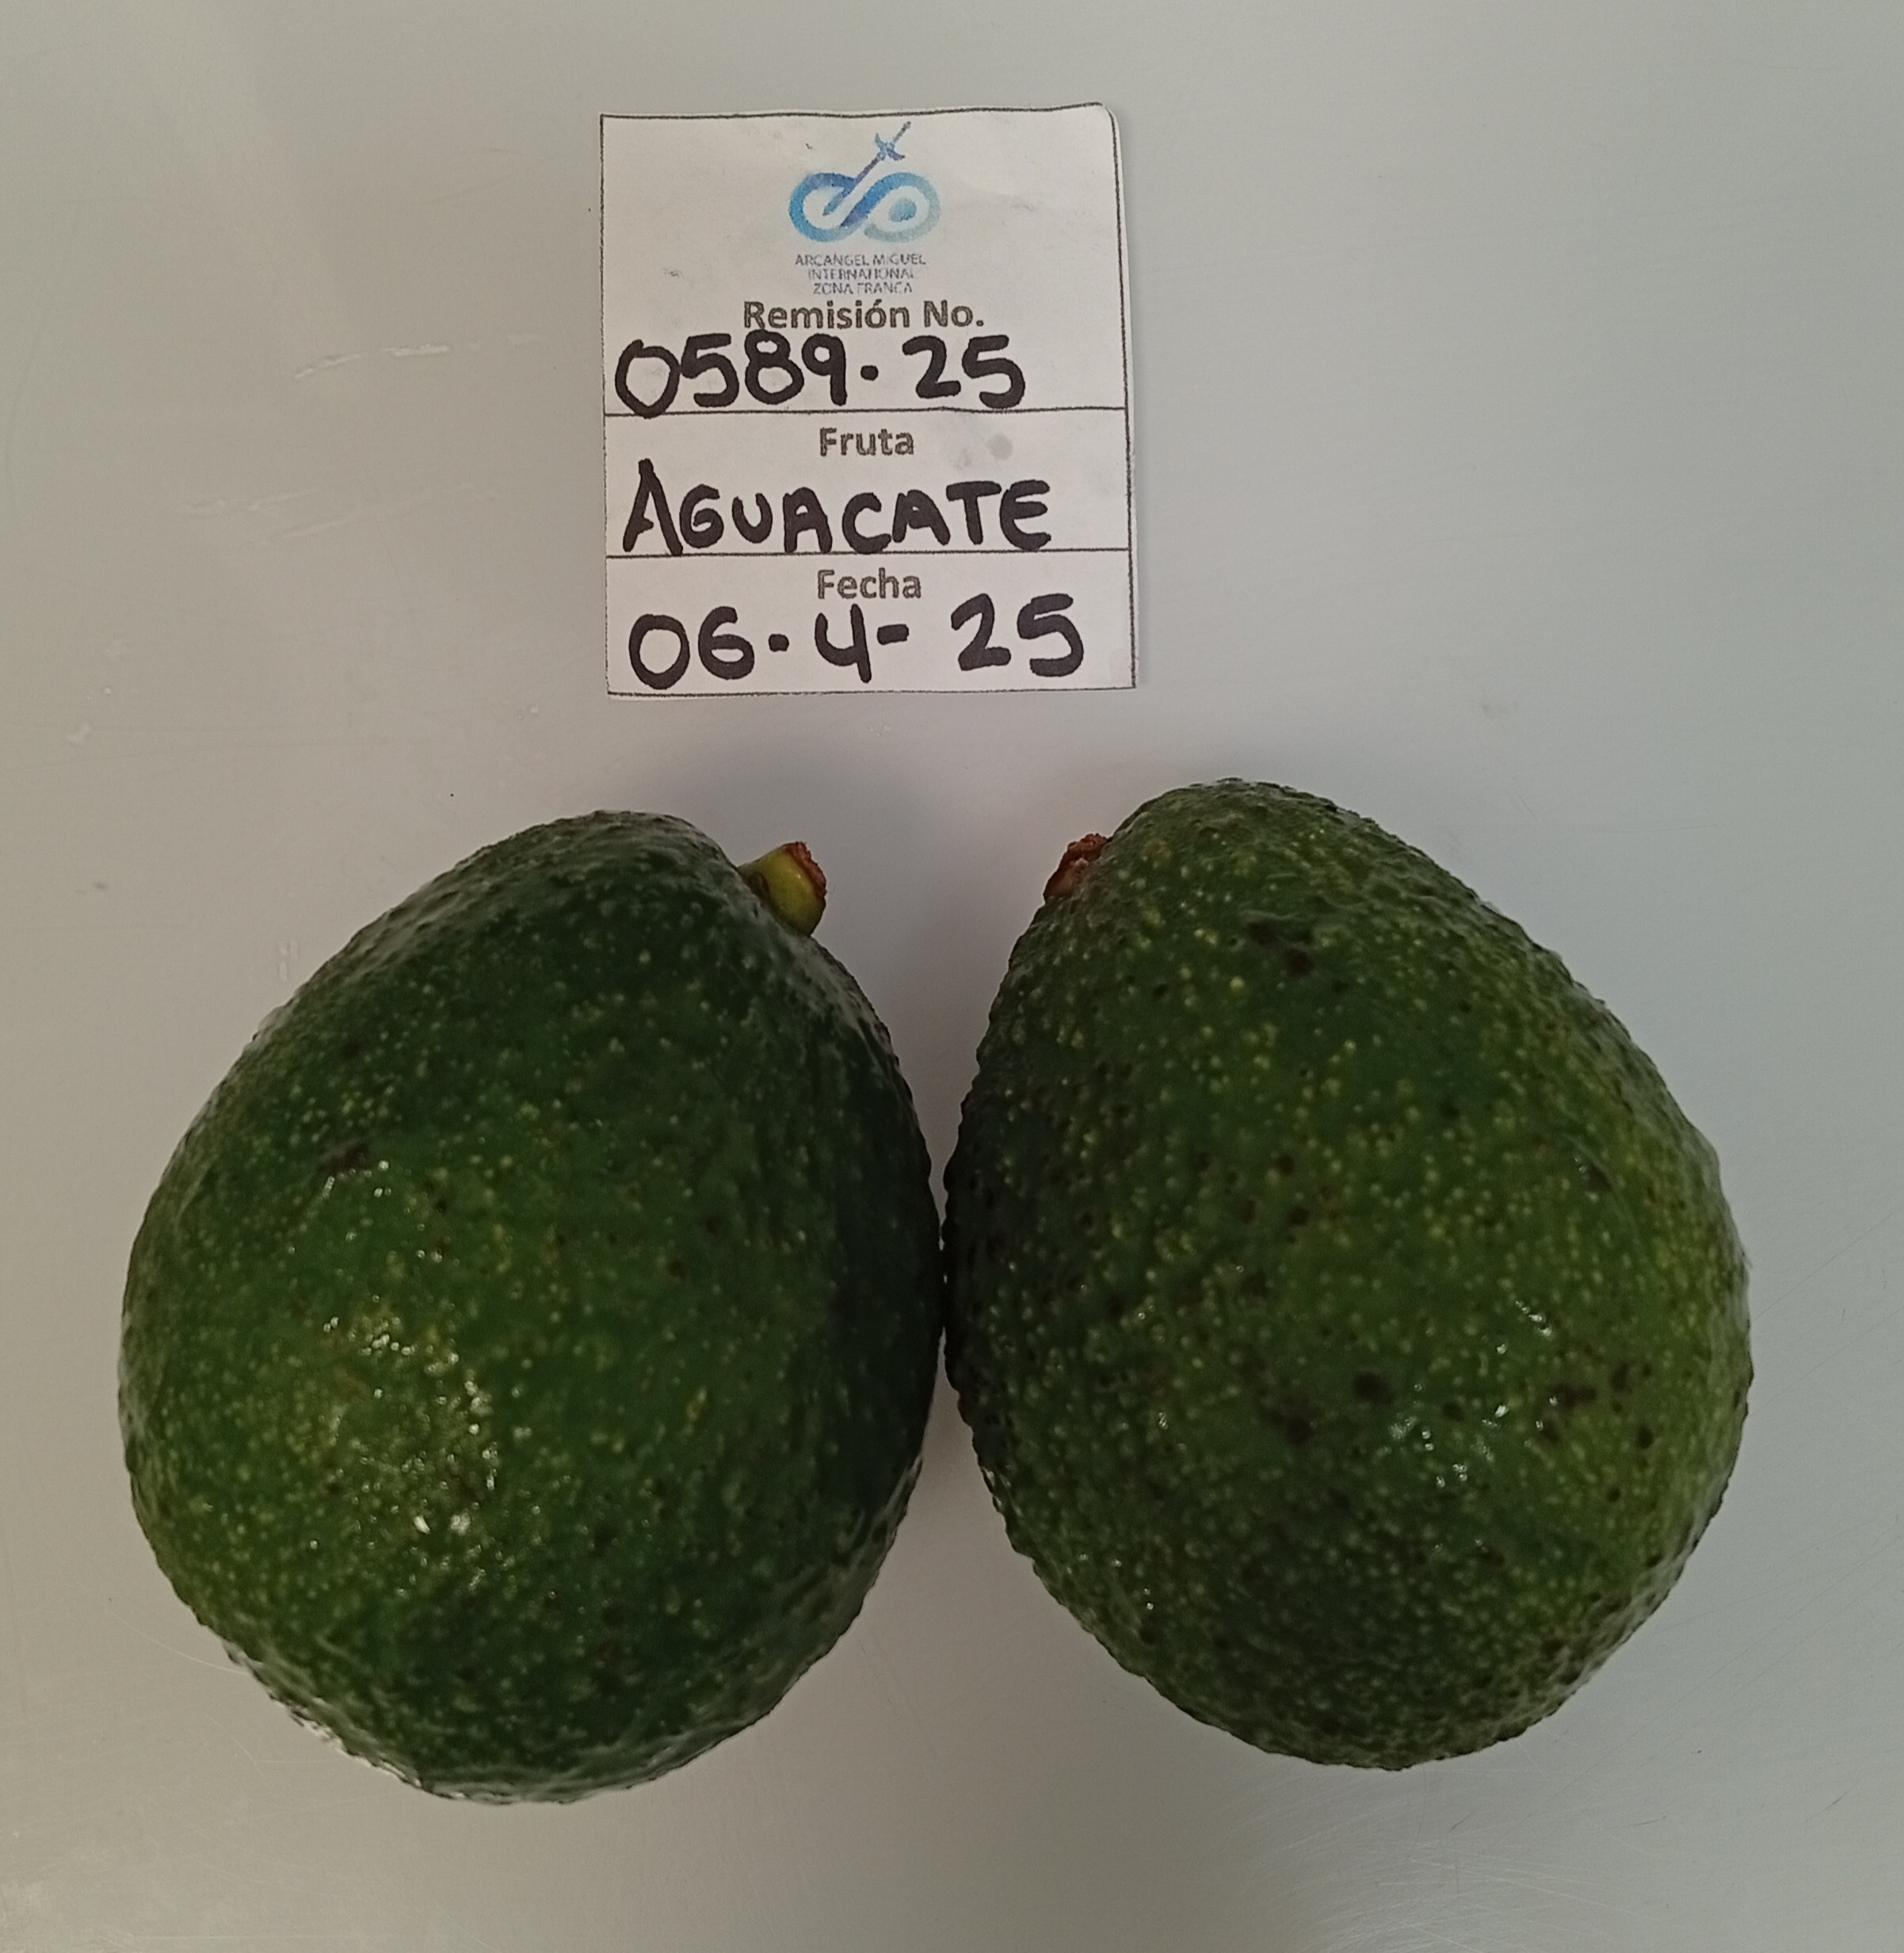 ARCANGEL MIGUEL
INTERNATIONAL
ZONA FRANCA
Remisión No.
0589-25
Fruta
AGUACATE
Fecha
06-4-25